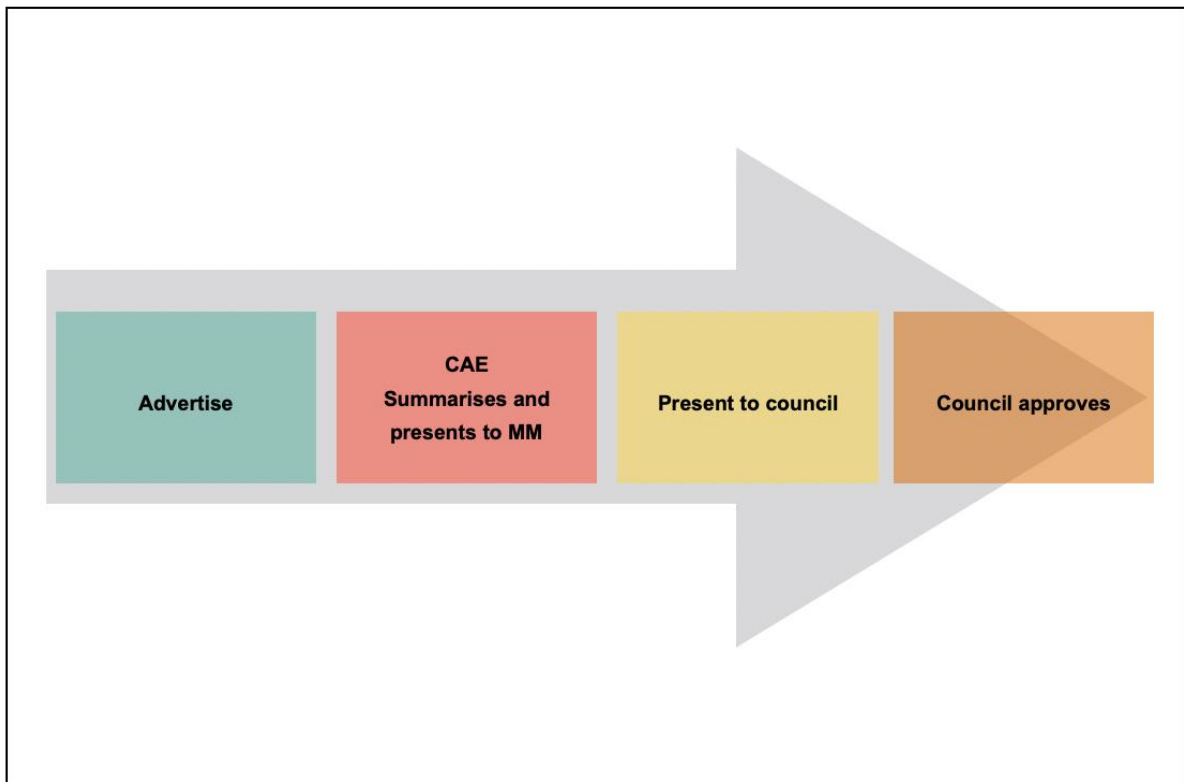 Advertise
CAE
Summarises and
presents to MM
Present to council
Council approves